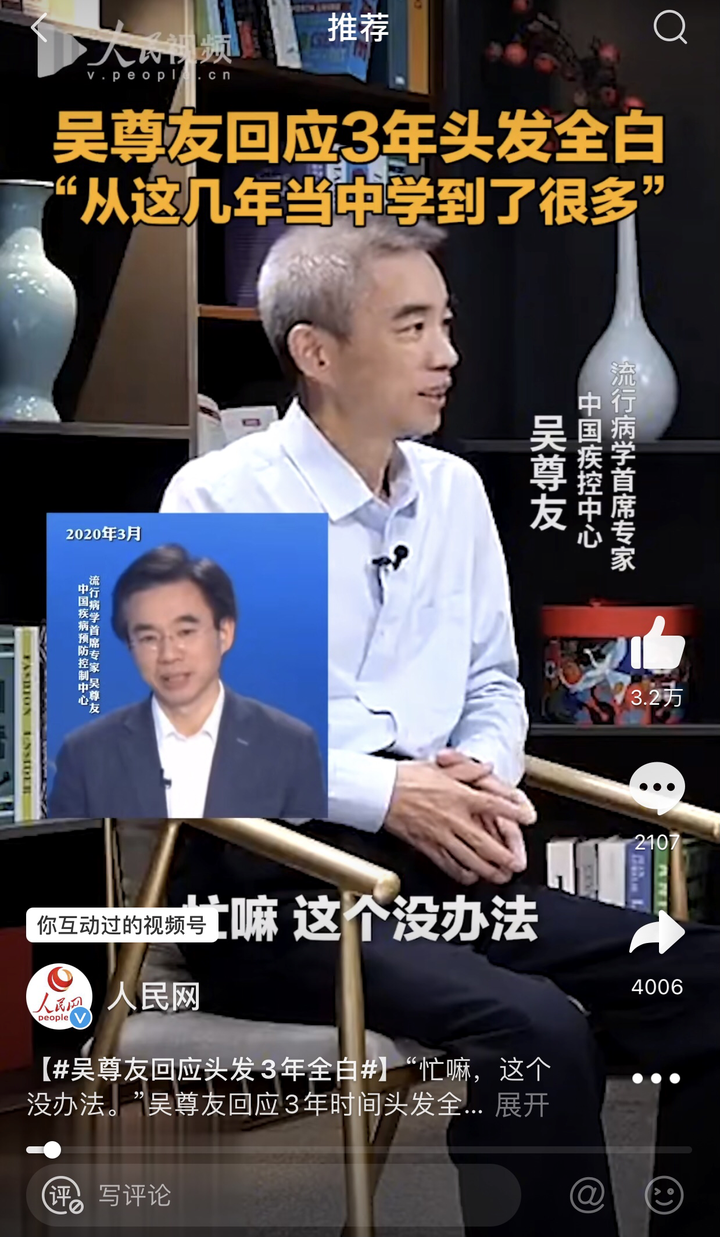 推荐
人民视频
v.people.cn
吴尊友回应3年头发全白
“从这几年当中学到了很多”
流行病学首席专家
中国疾控中心
吴尊友
2020年3月
流行病学首席专家 吴尊友
中国疾病预防控制中心
FASHION INSIDER
3.2万
2107
忙嘛 这个没办法
你互动过的视频号
4006
人民网
people
人民网
【#吴尊友回应头发3年全白#】“忙嘛，这个
没办法。”吴尊友回应3年时间头发全... 展开
评
写评论
@